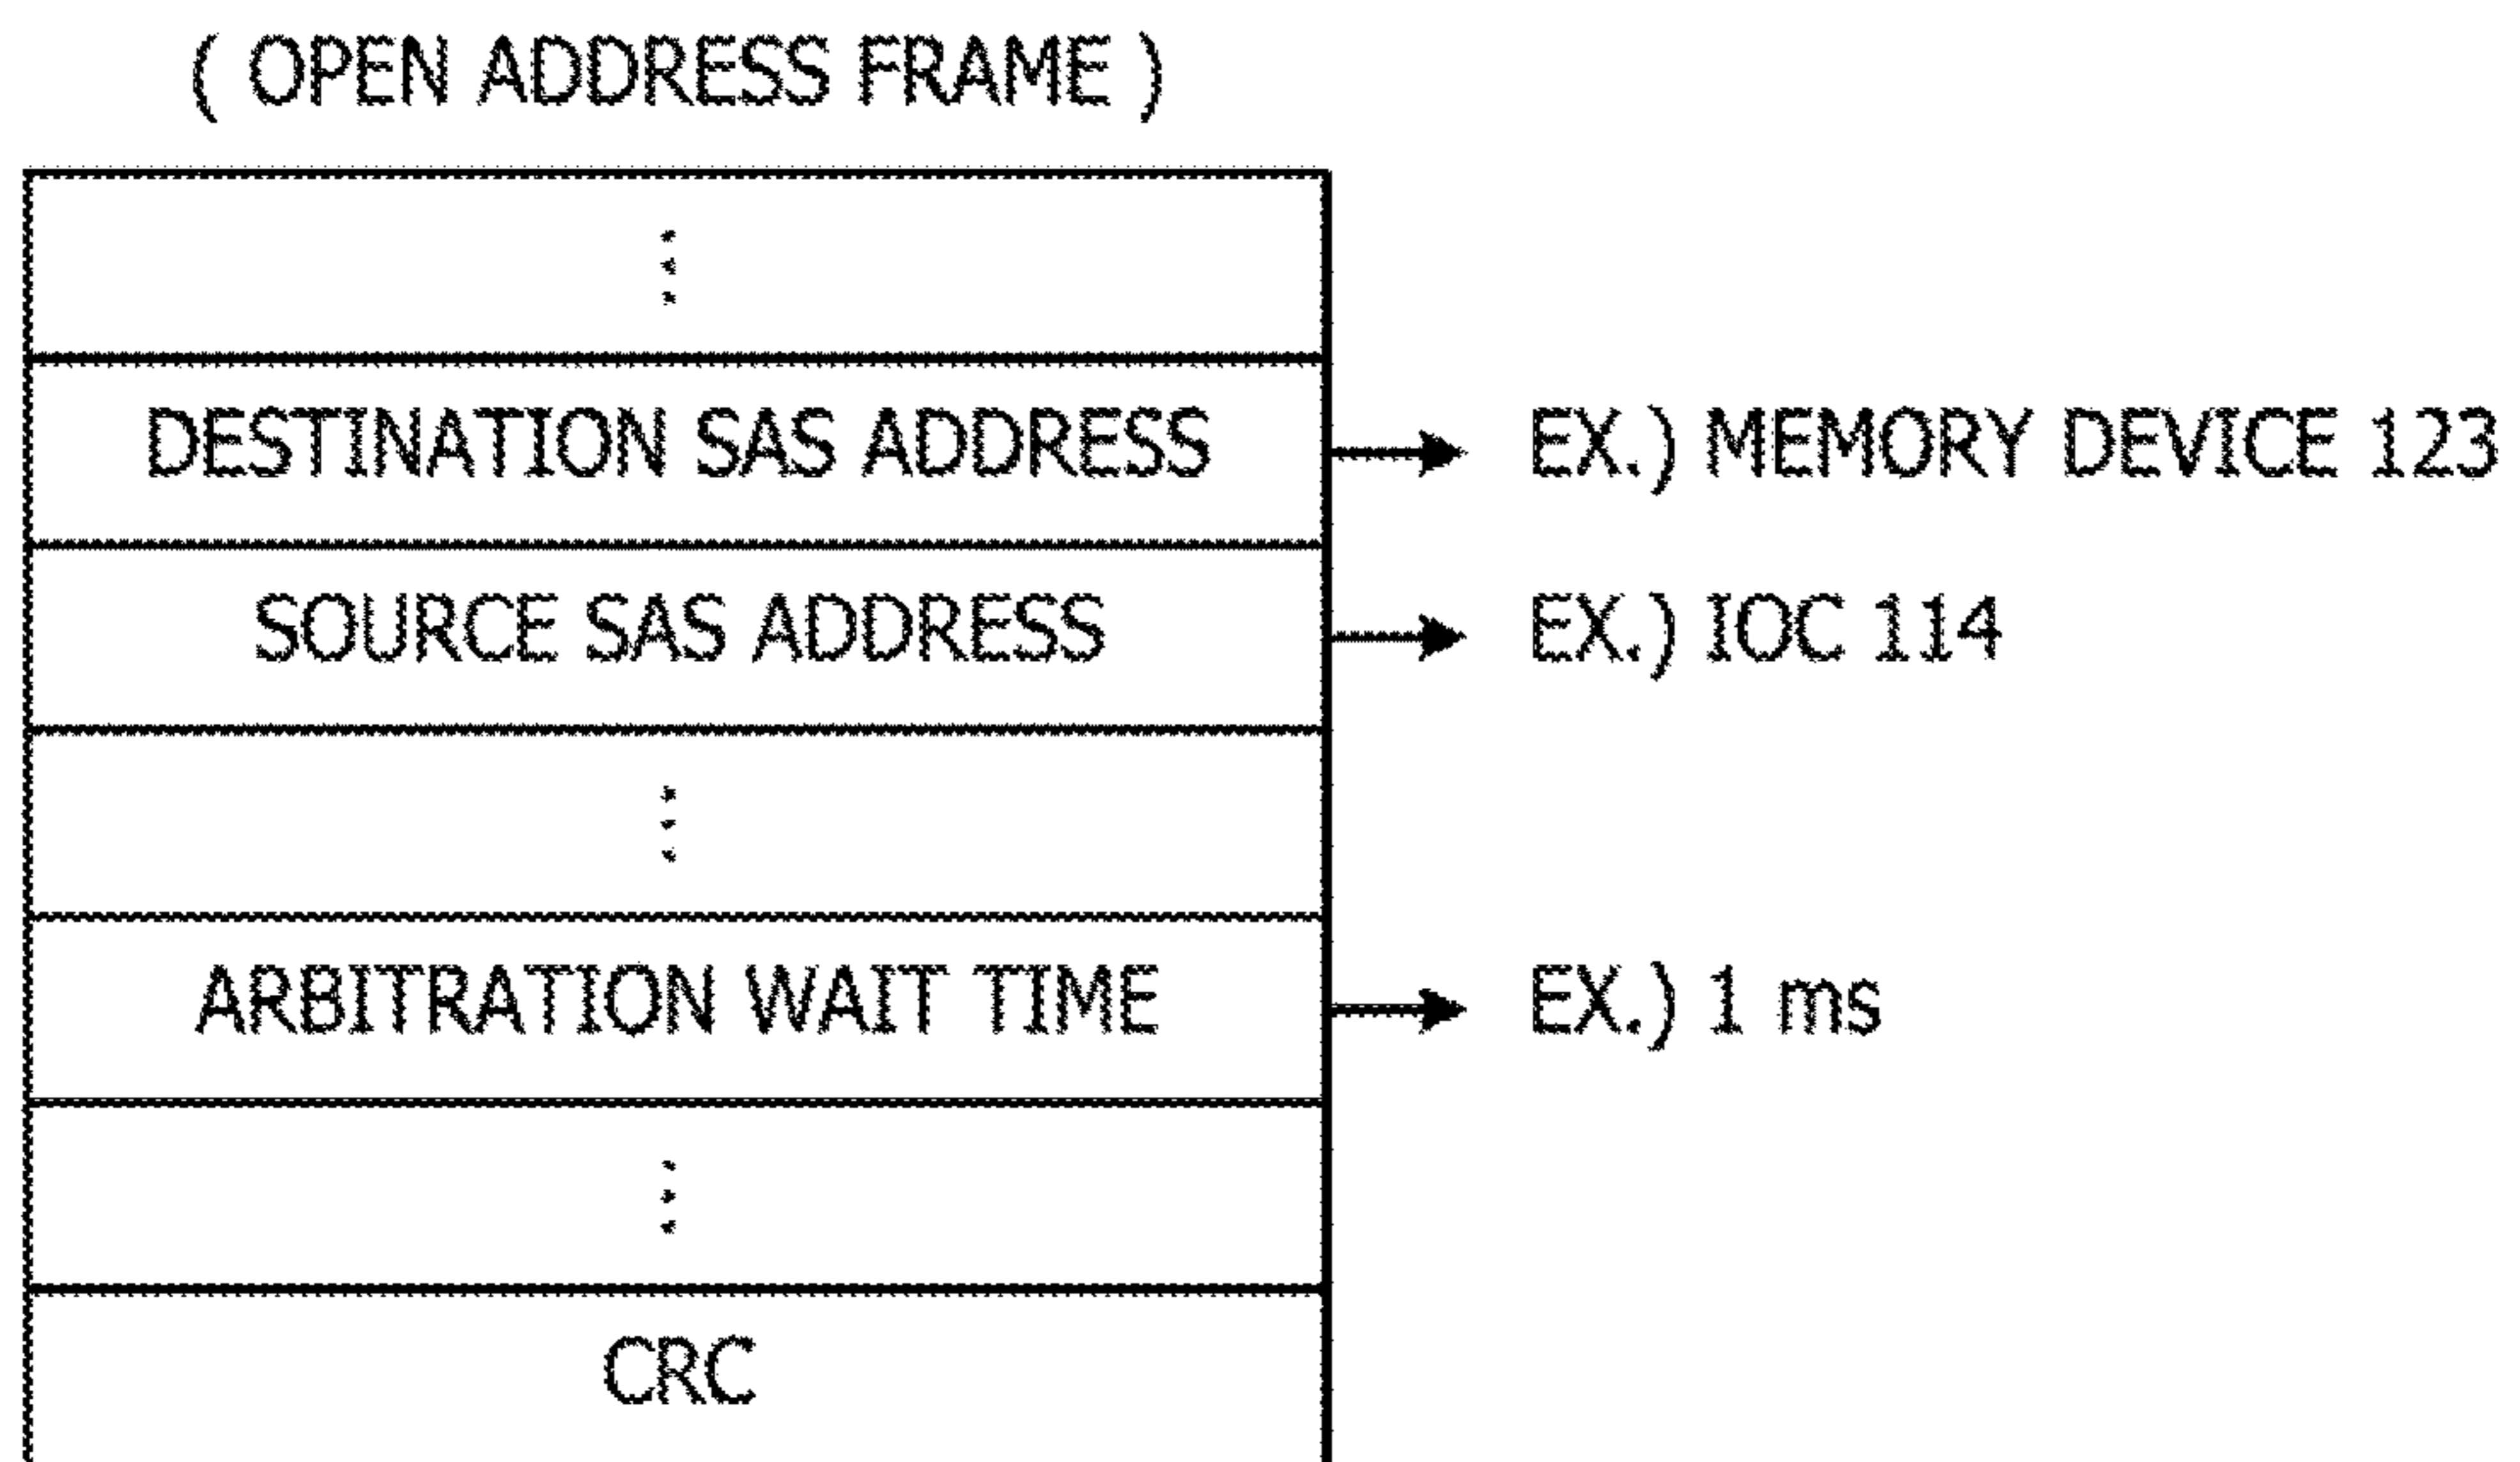 ( OPEN ADDRESS FRAME )
DESTINATION SAS ADDRESS
EX.) MEMORY DEVICE 123
SOURCE SAS ADDRESS
EX.) IOC 114
ARBITRATION WAIT TIME
EX.) 1 ms
CRC